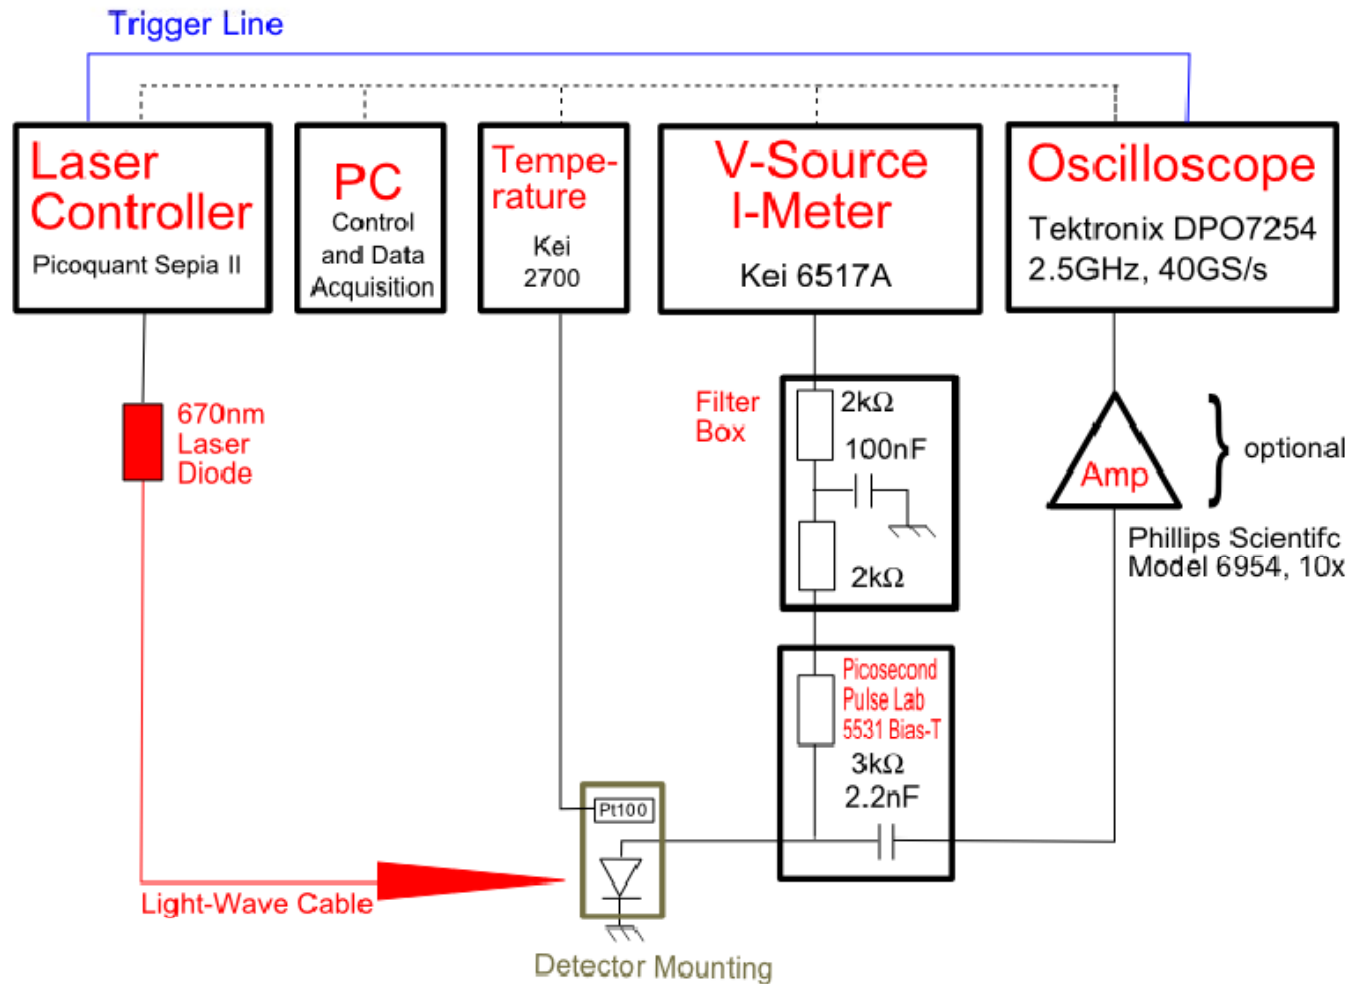 Trigger Line
Laser
Controller
Picoquant Sepia II
PC
Control
and Data
Acquisition
Tempe-
rature
Kei
2700
V-Source
I-Meter
Kei 6517A
Oscilloscope
Tektronix DPO7254
2.5GHz, 40GS/s
670nm
Laser
Diode
Filter
Box
2kΩ
100nF
2kΩ
Amp
optional
Phillips Scientifc
Model 6954, 10x
Picosecond
Pulse Lab
5531 Bias-T
3kΩ
2.2nF
Pt100
Light-Wave Cable
Detector Mounting